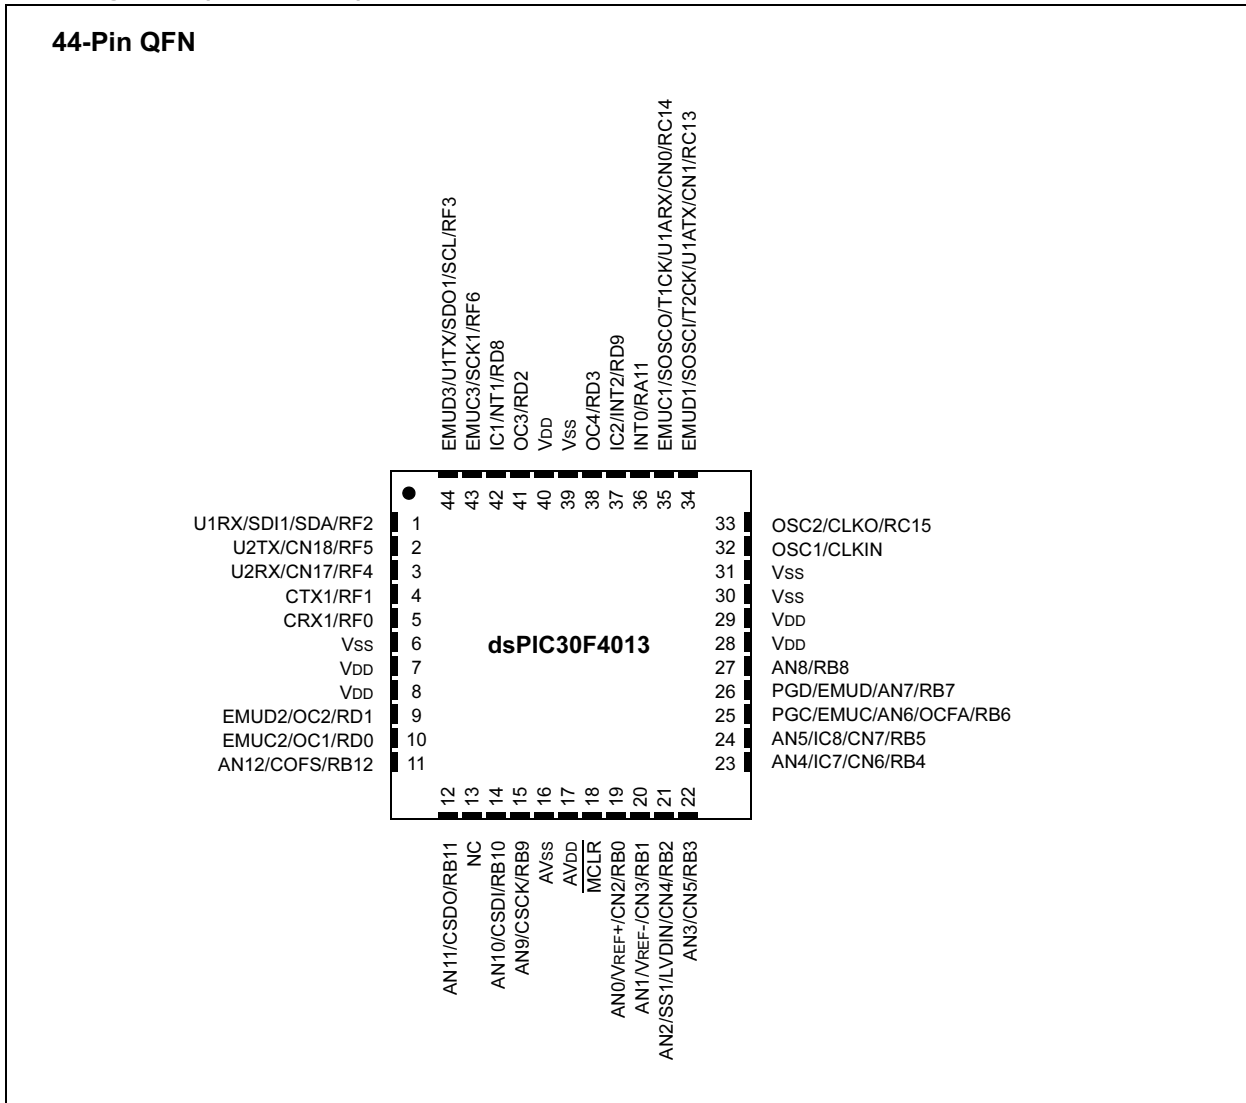 44-Pin QFN
EMUD3/U1TX/SDO1/SCL/RF3
EMUC3/SCK1/RF6
IC1/NT1/RD8
OC3/RD2
VDD
VSS
OC4/RD3
IC2/INT2/RD9
INT0/RA11
EMUC1/SOSCO/T1CK/U1ARX/CN0/RC14
EMUD1/SOSCI/T2CK/U1ATX/CN1/RC13
44
43
42
41
40
39
38
37
36
35
34
U1RX/SDI1/SDA/RF2 1
U2TX/CN18/RF5 2
U2RX/CN17/RF4 3
CTX1/RF1 4
CRX1/RF0 5
VSS 6
VDD 7
VDD 8
EMUD2/OC2/RD1 9
EMUC2/OC1/RD0 10
AN12/COFS/RB12 11
dsPIC30F4013
33 OSC2/CLKO/RC15
32 OSC1/CLKIN
31 VSS
30 VSS
29 VDD
28 VDD
27 AN8/RB8
26 PGD/EMUD/AN7/RB7
25 PGC/EMUC/AN6/OCFA/RB6
24 AN5/IC8/CN7/RB5
23 AN4/IC7/CN6/RB4
12
13
14
15
16
17
18
19
20
21
22
AN11/CSDO/RB11
NC
AN10/CSDI/RB10
AN9/CSCK/RB9
AVSS
AVDD
MCLR
AN0/VREF+/CN2/RB0
AN1/VREF-/CN3/RB1
AN2/SS1/LVDIN/CN4/RB2
AN3/CN5/RB3